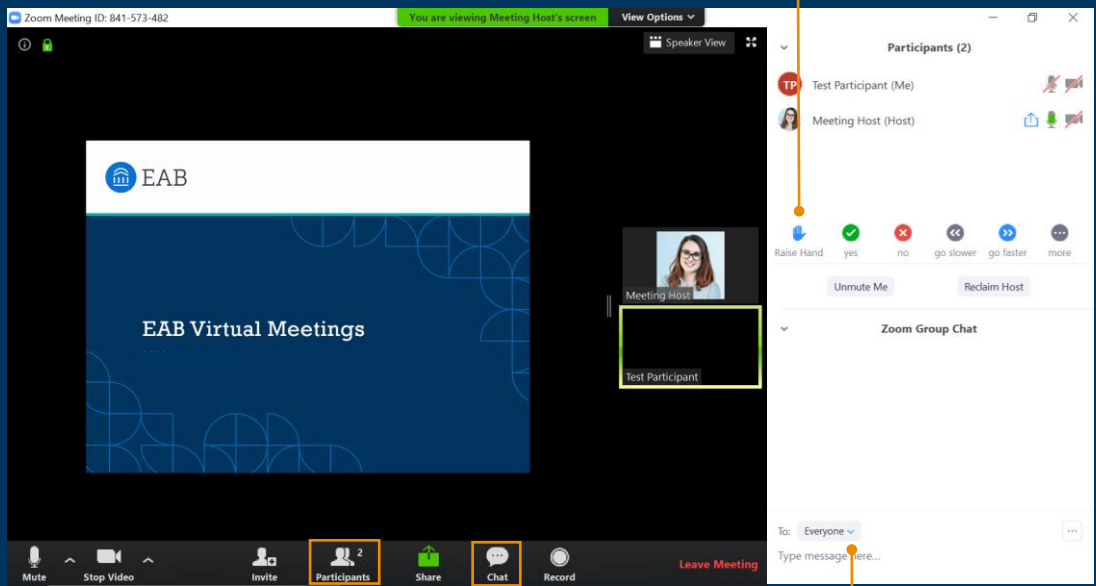 Zoom Meeting ID: 841-573-482
You are viewing Meeting Host's screen
View Options
Speaker View
EAB
EAB Virtual Meetings
Meeting Host
Test Participant
Mute
Stop Video
Invite
Participants
2
Share
Chat
Record
Leave Meeting
Participants (2)
TP
Test Participant (Me)
Meeting Host (Host)
Raise Hand
yes
no
go slower
go faster
more
Unmute Me
Reclaim Host
Zoom Group Chat
To: Everyone
Type message here...